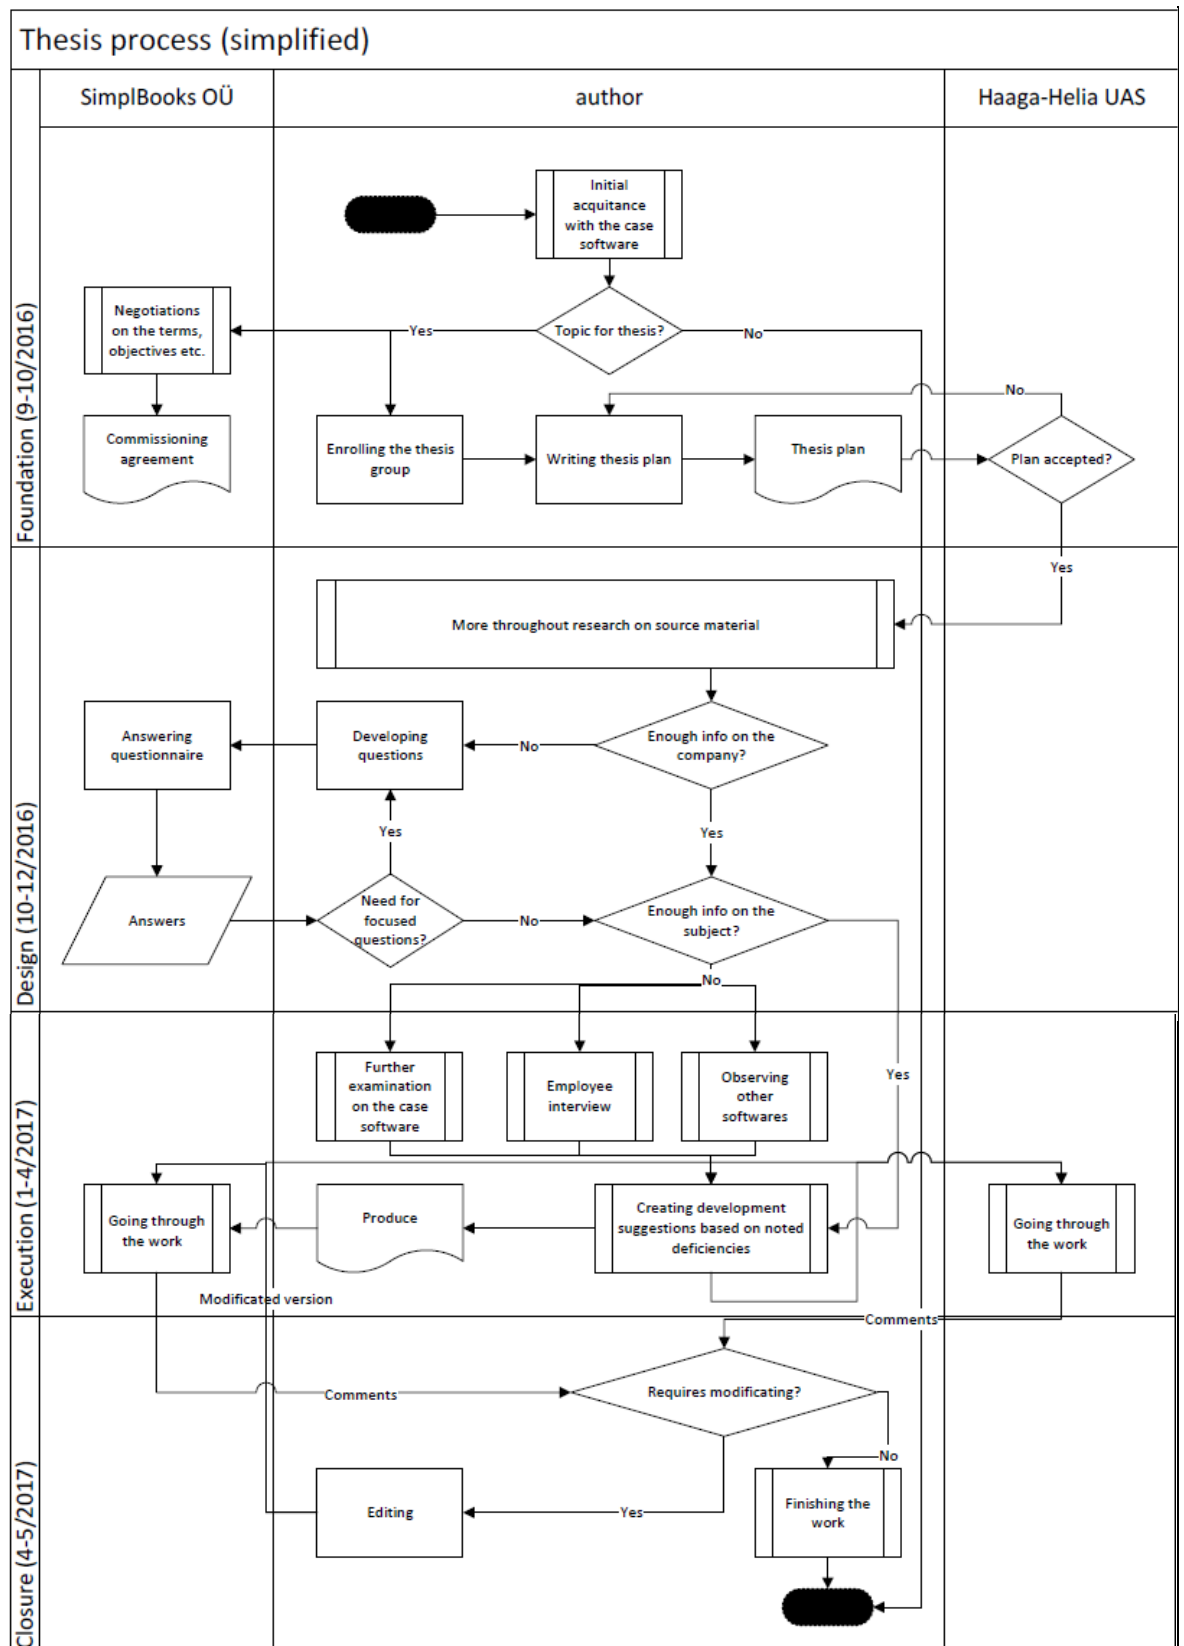 Thesis process (simplified)
SimplBooks OÜ
author
Haaga-Helia UAS
Foundation (9-10/2016)
Initial
acquitance
with the case
software
Negotiations
on the terms,
objectives etc.
Yes
Topic for thesis?
No
No
Commissioning
agreement
Enrolling the thesis
group
Writing thesis plan
Thesis plan
Plan accepted?
Yes
Design (10-12/2016)
More throughout research on source material
Answering
questionnaire
Developing
questions
No
Enough info on the
company?
Yes
Yes
Answers
Need for
focused
questions?
No
Enough info on the
subject?
No
Execution (1-4/2017)
Further
examination
on the case
software
Employee
interview
Observing
other
softwares
Yes
Going through
the work
Produce
Creating development
suggestions based on noted
deficiencies
Going through
the work
Modificated version
Comments
Closure (4-5/2017)
Comments
Requires modificating?
No
Editing
Yes
Finishing the
work